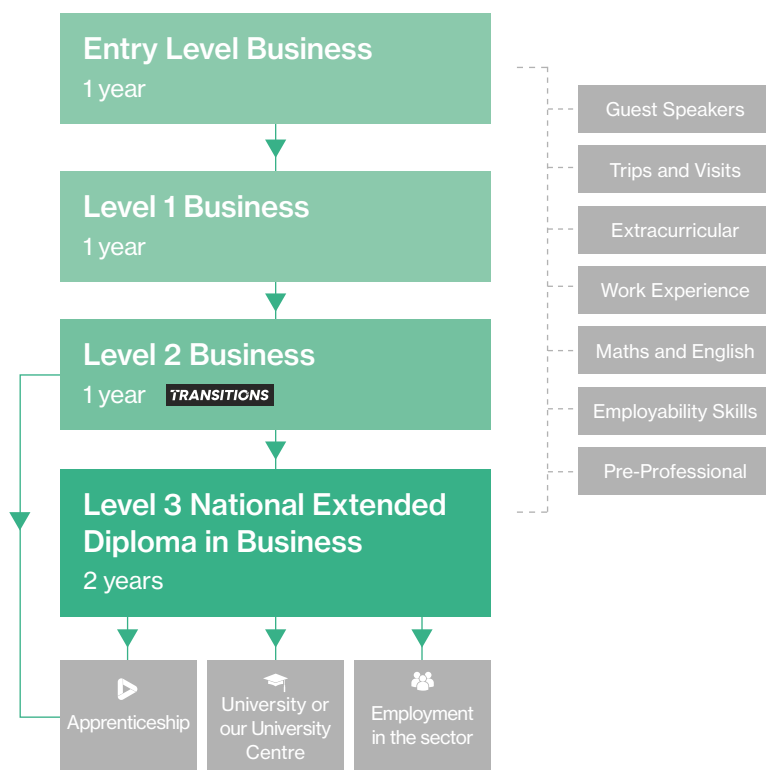 Entry Level Business
1 year
Level 1 Business
1 year
Level 2 Business
1 year TRANSITIONS
Level 3 National Extended
Diploma in Business
2 years
Apprenticeship
University or
our University
Centre
Employment
in the sector
Guest Speakers
Trips and Visits
Extracurricular
Work Experience
Maths and English
Employability Skills
Pre-Professional